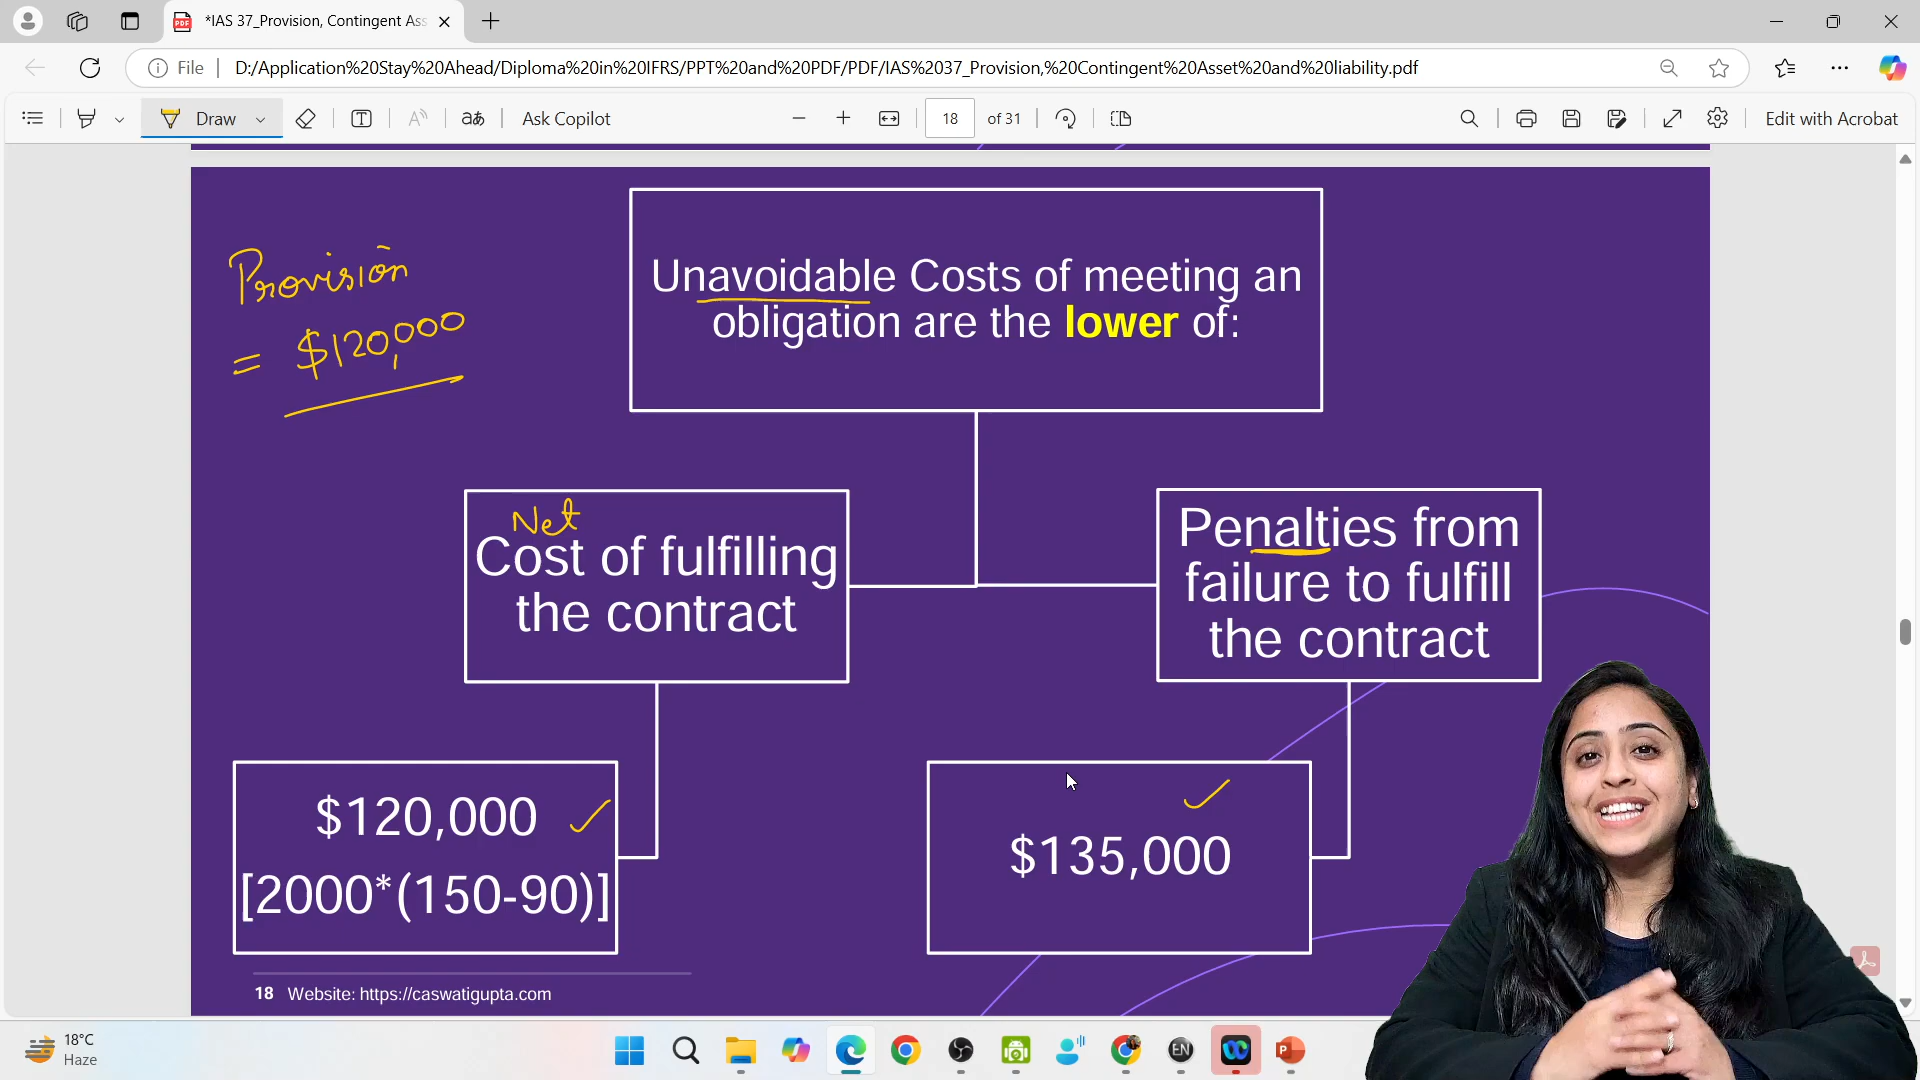 *IAS 37_Provision, Contingent Ass
File
D:/Application%20Stay%20Ahead/Diploma%20in%20IFRS/PPT%20and%20PDF/PDF/IAS%2037_Provision,%20Contingent%20Asset%20and%20liability.pdf
Draw
Ask Copilot
18
of 31
Edit with Acrobat
Provision
= $120,000
Unavoidable Costs of meeting an
obligation are the lower of:
Net
Cost of fulfilling
the contract
Penalties from
failure to fulfill
the contract
$120,000
[2000*(150-90)]
$135,000
18 Website: https://caswatigupta.com
18°C
Haze
EN